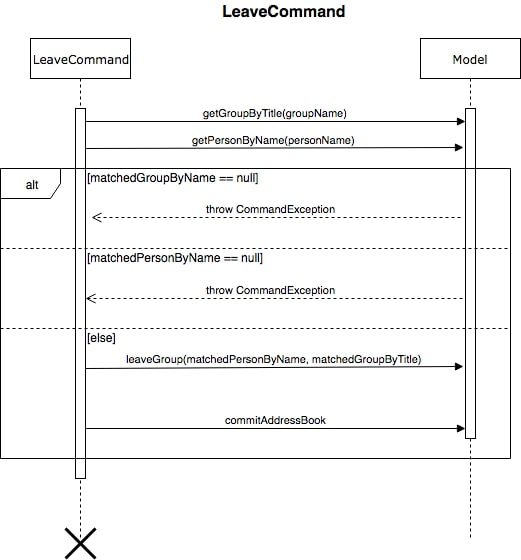 LeaveCommand
LeaveCommand
Model
getGroupByTitle(groupName)
getPersonByName(personName)
alt
[matchedGroupByName == null]
throw CommandException
[matchedPersonByName == null]
throw CommandException
[else]
leaveGroup(matchedPersonByName, matchedGroupByTitle)
commitAddressBook